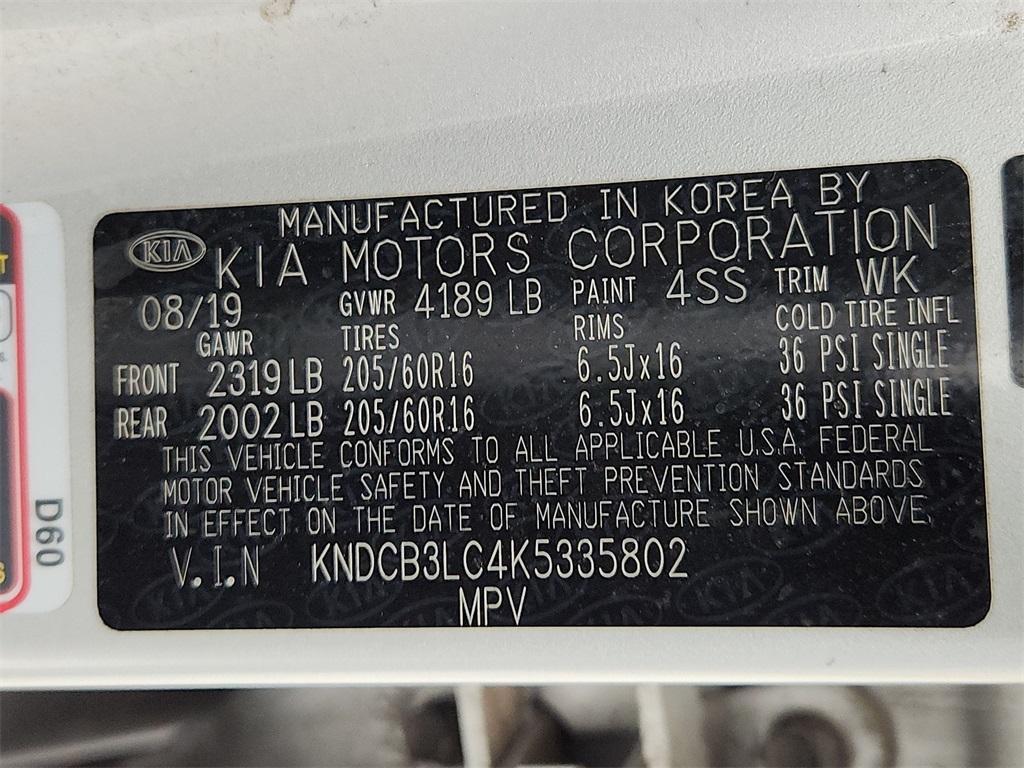 MANUFACTURED IN KOREA BY
KIA KIA MOTORS CORPORATION
08/19 GVWR 4189 LB PAINT 4SS TRIM WK
GAWR TIRES RIMS COLD TIRE INFL
FRONT 2319 LB 205/60R16 6.5Jx16 36 PSI SINGLE
REAR 2002 LB 205/60R16 6.5Jx16 36 PSI SINGLE
THIS VEHICLE CONFORMS TO ALL APPLICABLE U.S.A. FEDERAL
MOTOR VEHICLE SAFETY AND THEFT PREVENTION STANDARDS
IN EFFECT ON THE DATE OF MANUFACTURE SHOWN ABOVE.
V.I.N KNDCB3LC4K5335802
MPV
D60